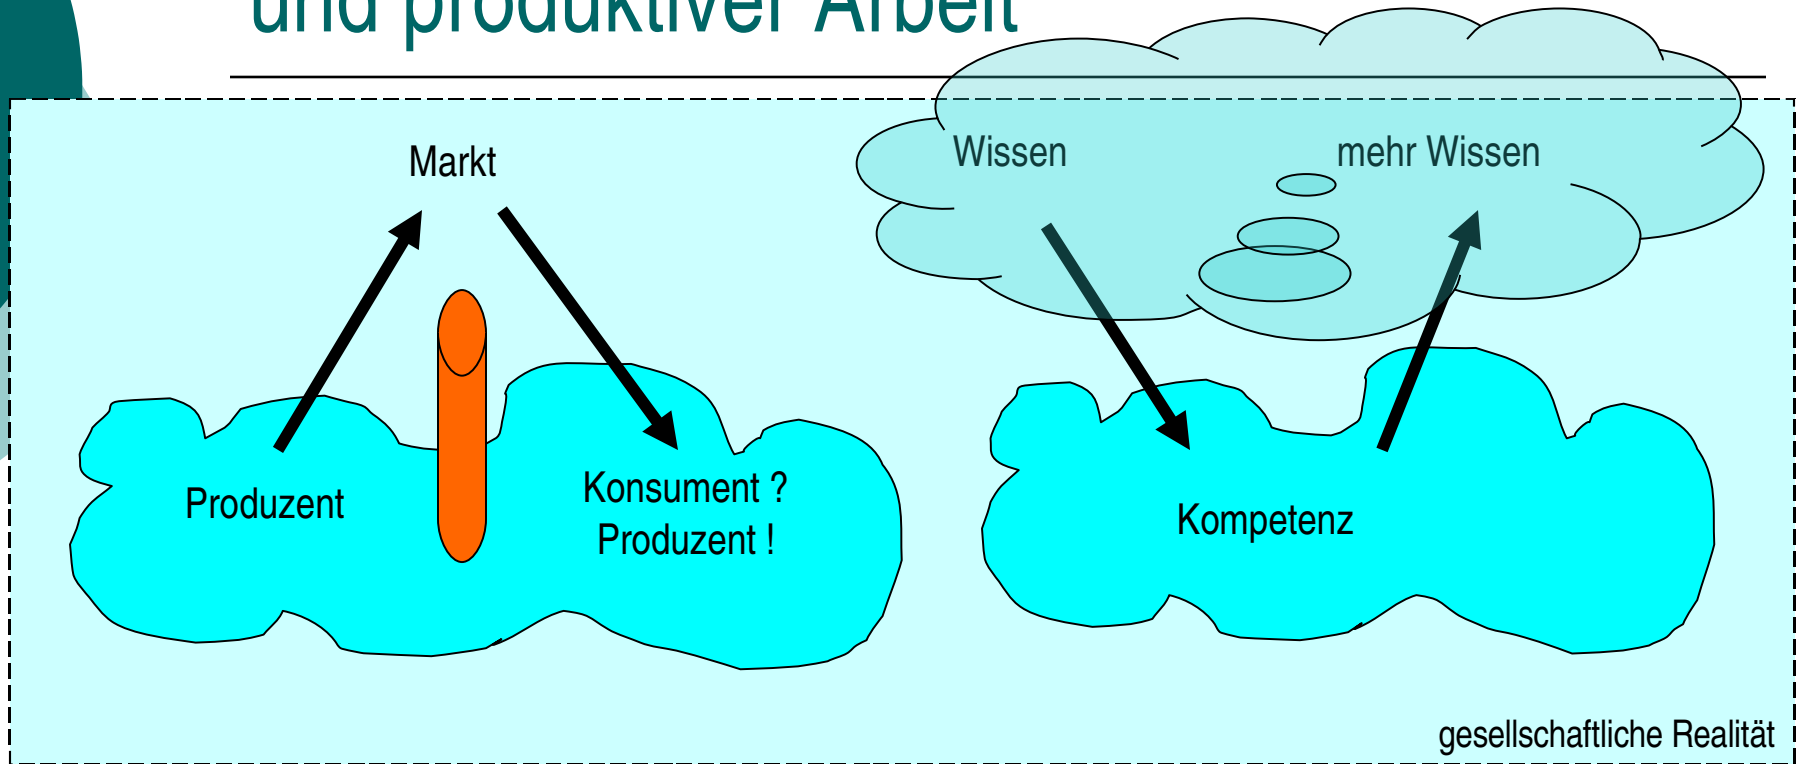 und produktiver Arbeit
Markt
Wissen
mehr Wissen
Produzent
Konsument ?
Produzent !
Kompetenz
gesellschaftliche Realität